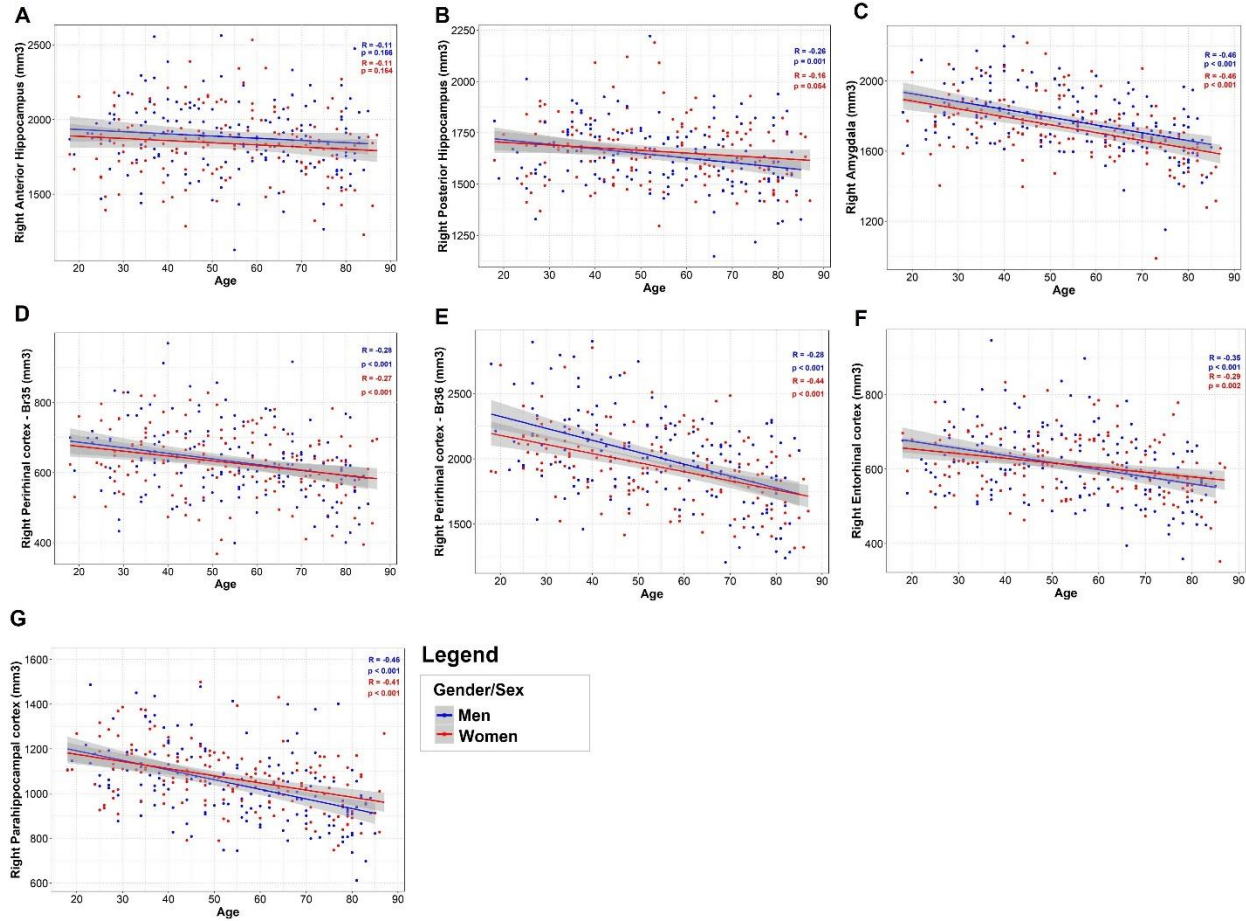 A
Right Anterior Hippocampus (mm3)
2500
2000
1500
R = -0.11
p = 0.166
R = -0.11
p = 0.164
20 30 40 50 60 70 80 90
Age
B
Right Posterior Hippocampus (mm3)
2250
2000
1750
1500
1250
R = -0.26
p = 0.001
R = -0.16
p = 0.054
20 30 40 50 60 70 80 90
Age
C
Right Amygdala (mm3)
2000
1600
1200
R = -0.46
p < 0.001
R = -0.46
p < 0.001
20 30 40 50 60 70 80 90
Age
D
Right Periminal cortex - Br35 (mm3)
800
600
400
R = -0.28
p < 0.001
R = -0.27
p < 0.001
20 30 40 50 60 70 80 90
Age
E
Right Perirhinal cortex - Br36 (mm3)
2500
2000
1500
R = -0.28
p < 0.001
R = -0.44
p < 0.001
20 30 40 50 60 70 80 90
Age
F
Right Entorhinal cortex (mm3)
800
600
400
R = -0.35
p < 0.001
R = -0.29
p = 0.002
20 30 40 50 60 70 80 90
Age
G
Right Parahippocampal cortex (mm3)
1600
1400
1200
1000
800
600
R = -0.46
p < 0.001
R = -0.41
p < 0.001
20 30 40 50 60 70 80 90
Age
Legend
Gender/Sex
Men
Women